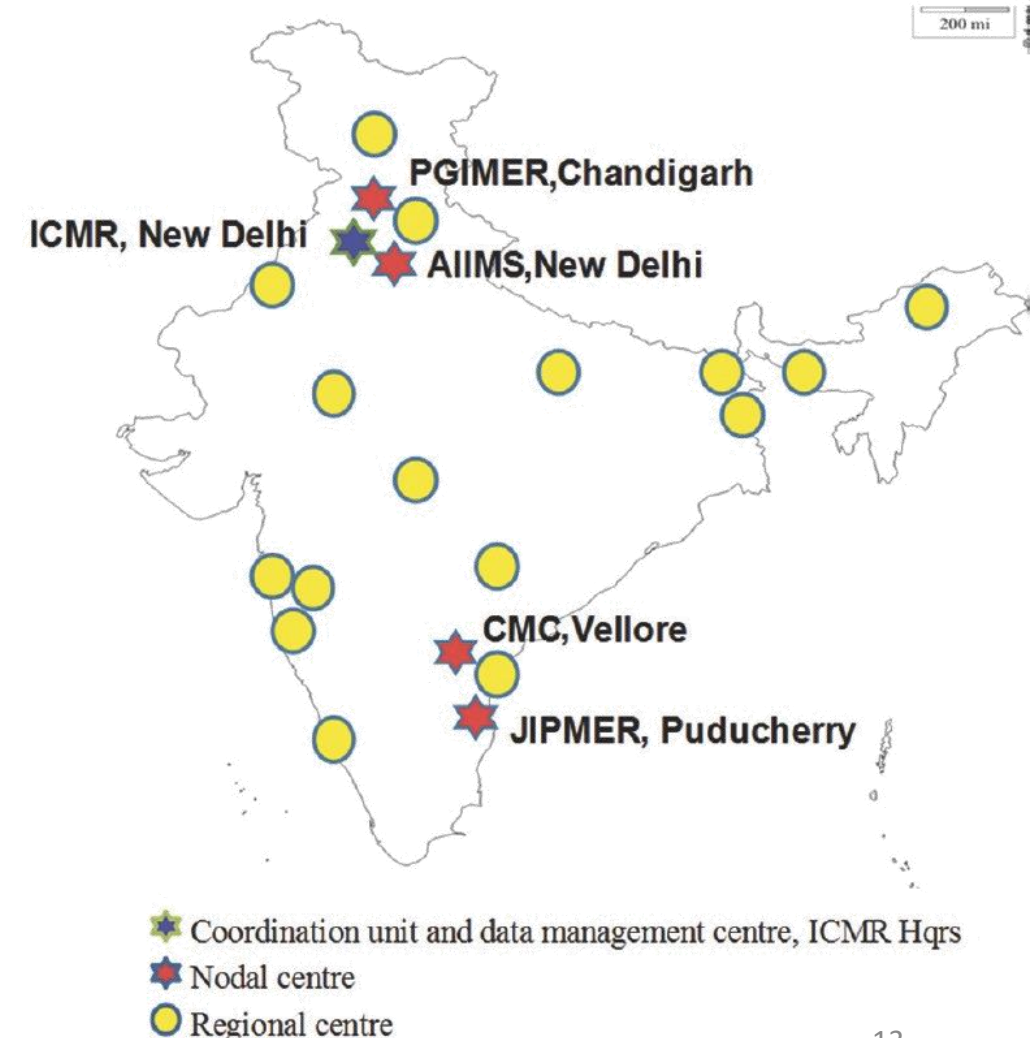 200 mi
PGIMER,Chandigarh
ICMR, New Delhi
AIIMS,New Delhi
CMC,Vellore
JIPMER, Puducherry
Coordination unit and data management centre, ICMR Hqrs
Nodal centre
Regional centre